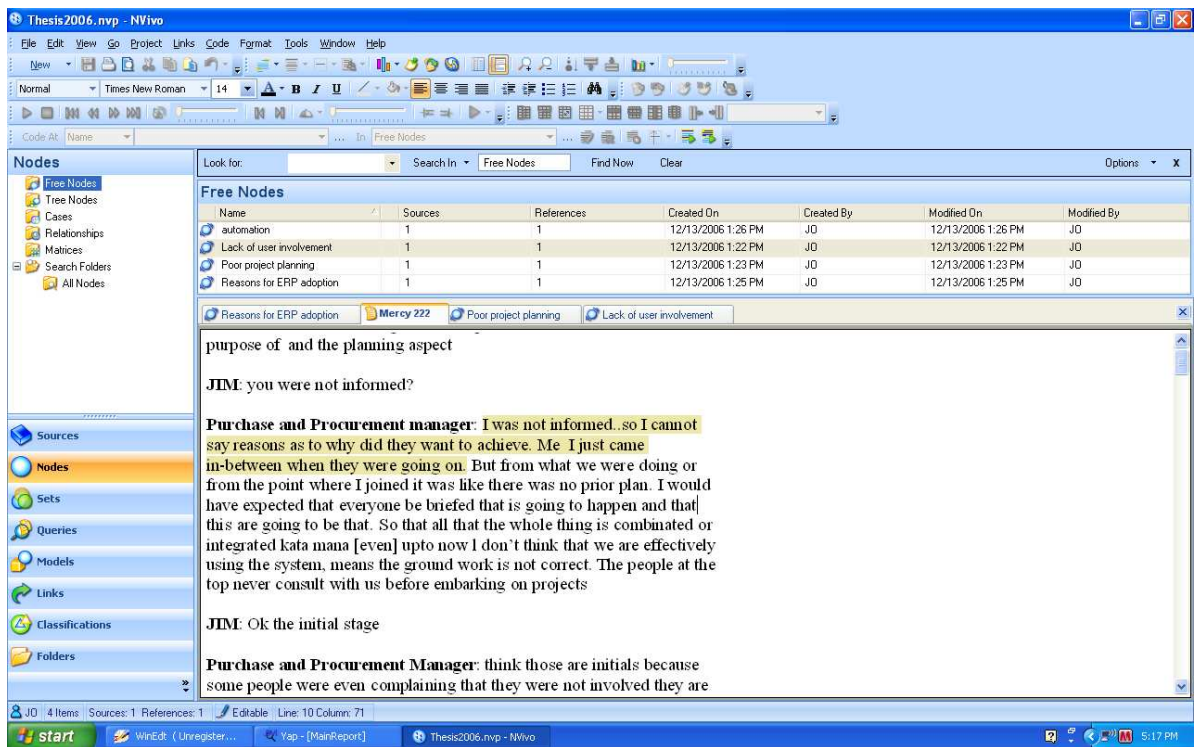 Thesis2006.nvp - NVivo
File Edit View Go Project Links Code Format Tools Window Help
New
Normal Times New Roman 14 A B I U
Code At Name ... In Free Nodes ...
Nodes
Free Nodes
Tree Nodes
Cases
Relationships
Matrices
Search Folders
All Nodes
Sources
Nodes
Sets
Queries
Models
Links
Classifications
Folders
Look for: Search In Free Nodes Find Now Clear Options x
Free Nodes
Name Sources References Created On Created By Modified On Modified By
automation 1 1 12/13/2006 1:26 PM JO 12/13/2006 1:26 PM JO
Lack of user involvement 1 1 12/13/2006 1:22 PM JO 12/13/2006 1:22 PM JO
Poor project planning 1 1 12/13/2006 1:23 PM JO 12/13/2006 1:23 PM JO
Reasons for ERP adoption 1 1 12/13/2006 1:25 PM JO 12/13/2006 1:25 PM JO
Reasons for ERP adoption Mercy 222 Poor project planning Lack of user involvement
purpose of and the planning aspect
JIM: you were not informed?
Purchase and Procurement manager: I was not informed..so I cannot
say reasons as to why did they want to achieve. Me I just came
in-between when they were going on. But from what we were doing or
from the point where I joined it was like there was no prior plan. I would
have expected that everyone be briefed that is going to happen and that
this are going to be that. So that all that the whole thing is combinated or
integrated kata mana [even] upto now I don't think that we are effectively
using the system, means the ground work is not correct. The people at the
top never consult with us before embarking on projects
JIM: Ok the initial stage
Purchase and Procurement Manager: think those are initials because
some people were even complaining that they were not involved they are
JO 4 Items Sources: 1 References: 1 Editable Line: 10 Column: 71
start WinEdt (Unregister... Yap - [MainReport] Thesis2006.nvp - NVivo 5:17 PM